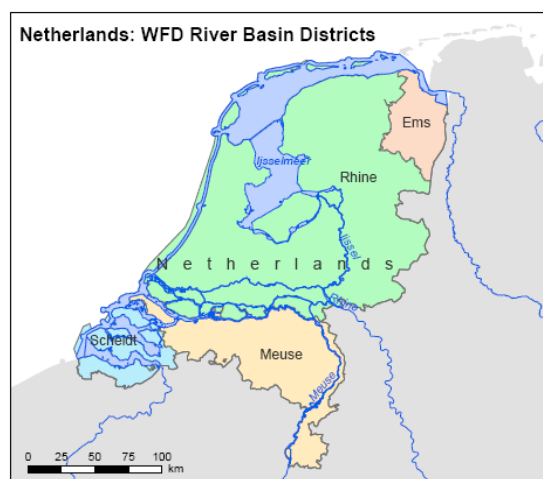 Netherlands: WFD River Basin Districts
Ems
Ijsselmeer
Rhine
Ijssel
Netherlands
Rhine
Scheldt
Meuse
Meuse
0 25 50 75 100
km